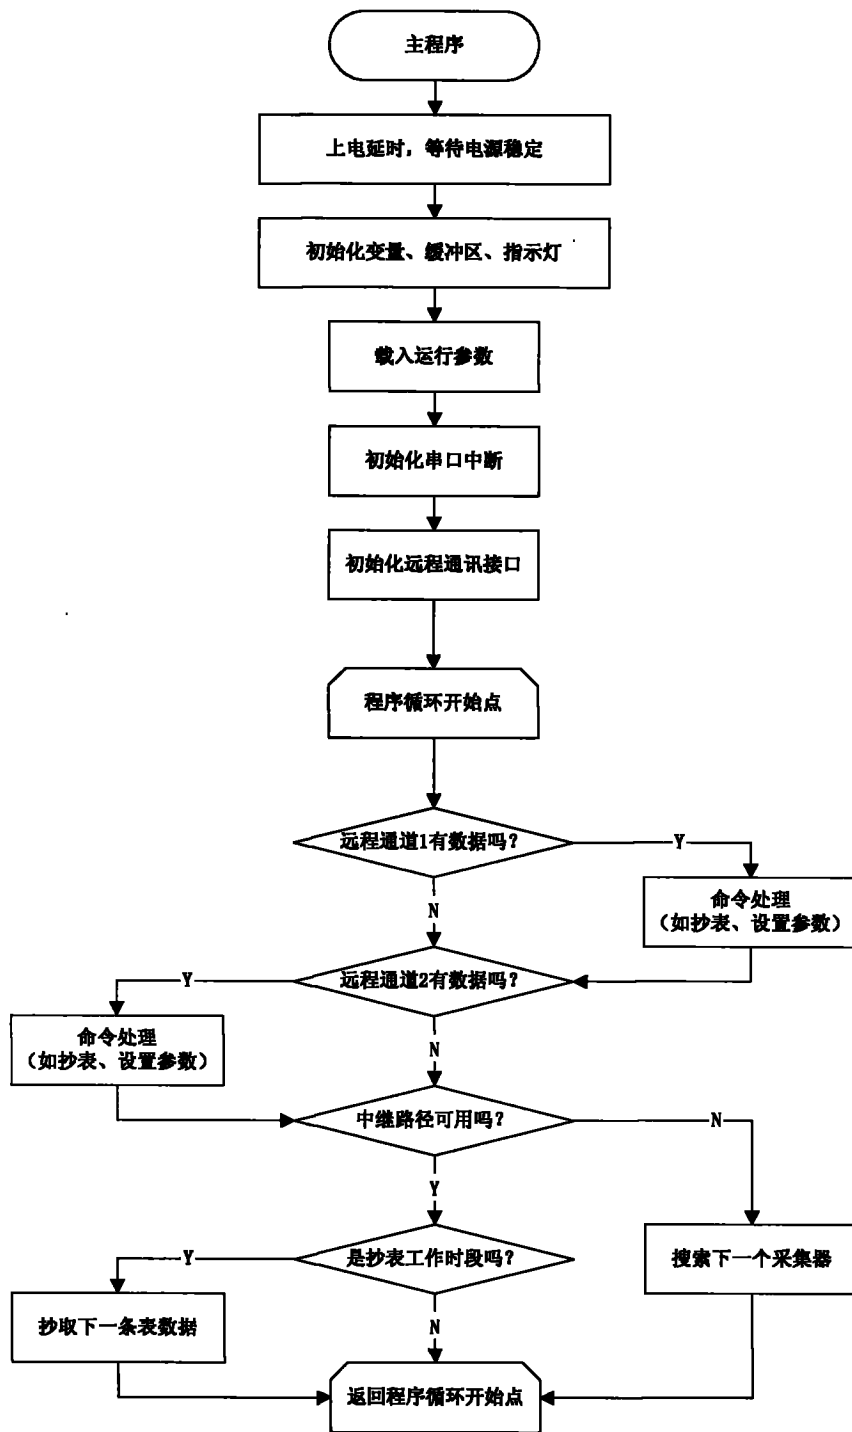 主程序
上电延时，等待电源稳定
初始化变量、缓冲区、指示灯
载入运行参数
初始化串口中断
初始化远程通讯接口
程序循环开始点
远程通道1有数据吗？
Y
命令处理
（如抄表、设置参数）
N
远程通道2有数据吗？
Y
命令处理
（如抄表、设置参数）
N
中继路径可用吗？
N
Y
搜索下一个采集器
是抄表工作时段吗？
Y
抄取下一条表数据
N
返回程序循环开始点